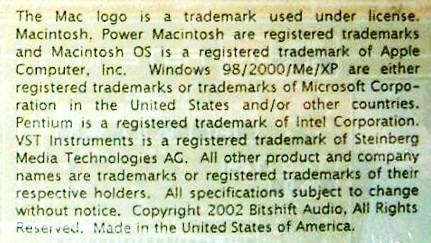 The Mac logo is a trademark used under license.
Macintosh, Power Macintosh are registered trademarks
and Macintosh OS is a registered trademark of Apple
Computer, Inc. Windows 98/2000/Me/XP are either
registered trademarks or trademarks of Microsoft Corpo-
ration in the United States and/or other countries.
Pentium is a registered trademark of Intel Corporation.
VST Instruments is a registered trademark of Steinberg
Media Technologies AG. All other product and company
names are trademarks or registered trademarks of their
respective holders. All specifications subject to change
without notice. Copyright 2002 Bitshift Audio, All Rights
Reserved. Made in the United States of America.